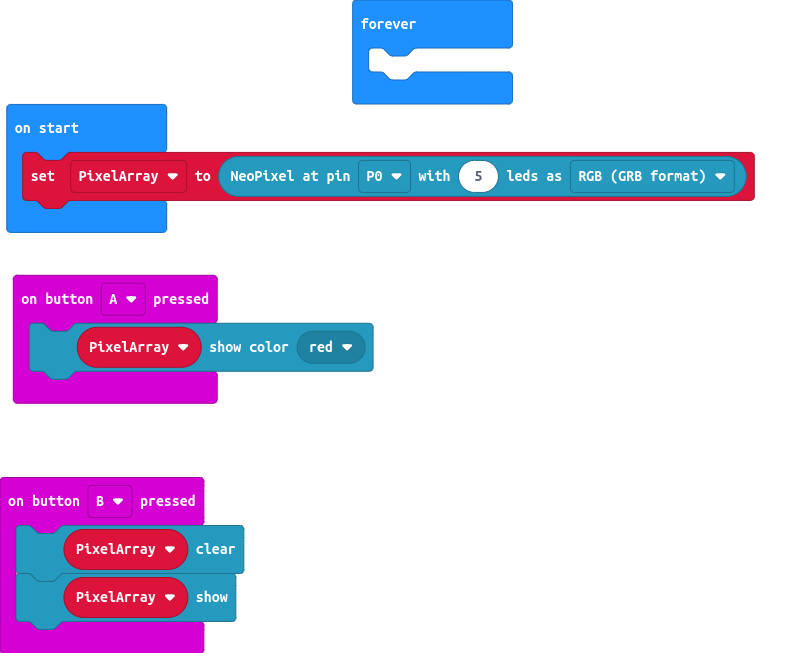 forever
on start
set PixelArray to NeoPixel at pin P0 with 5 leds as RGB (GRB format)
on button A pressed
PixelArray show color red
on button B pressed
PixelArray clear
PixelArray show